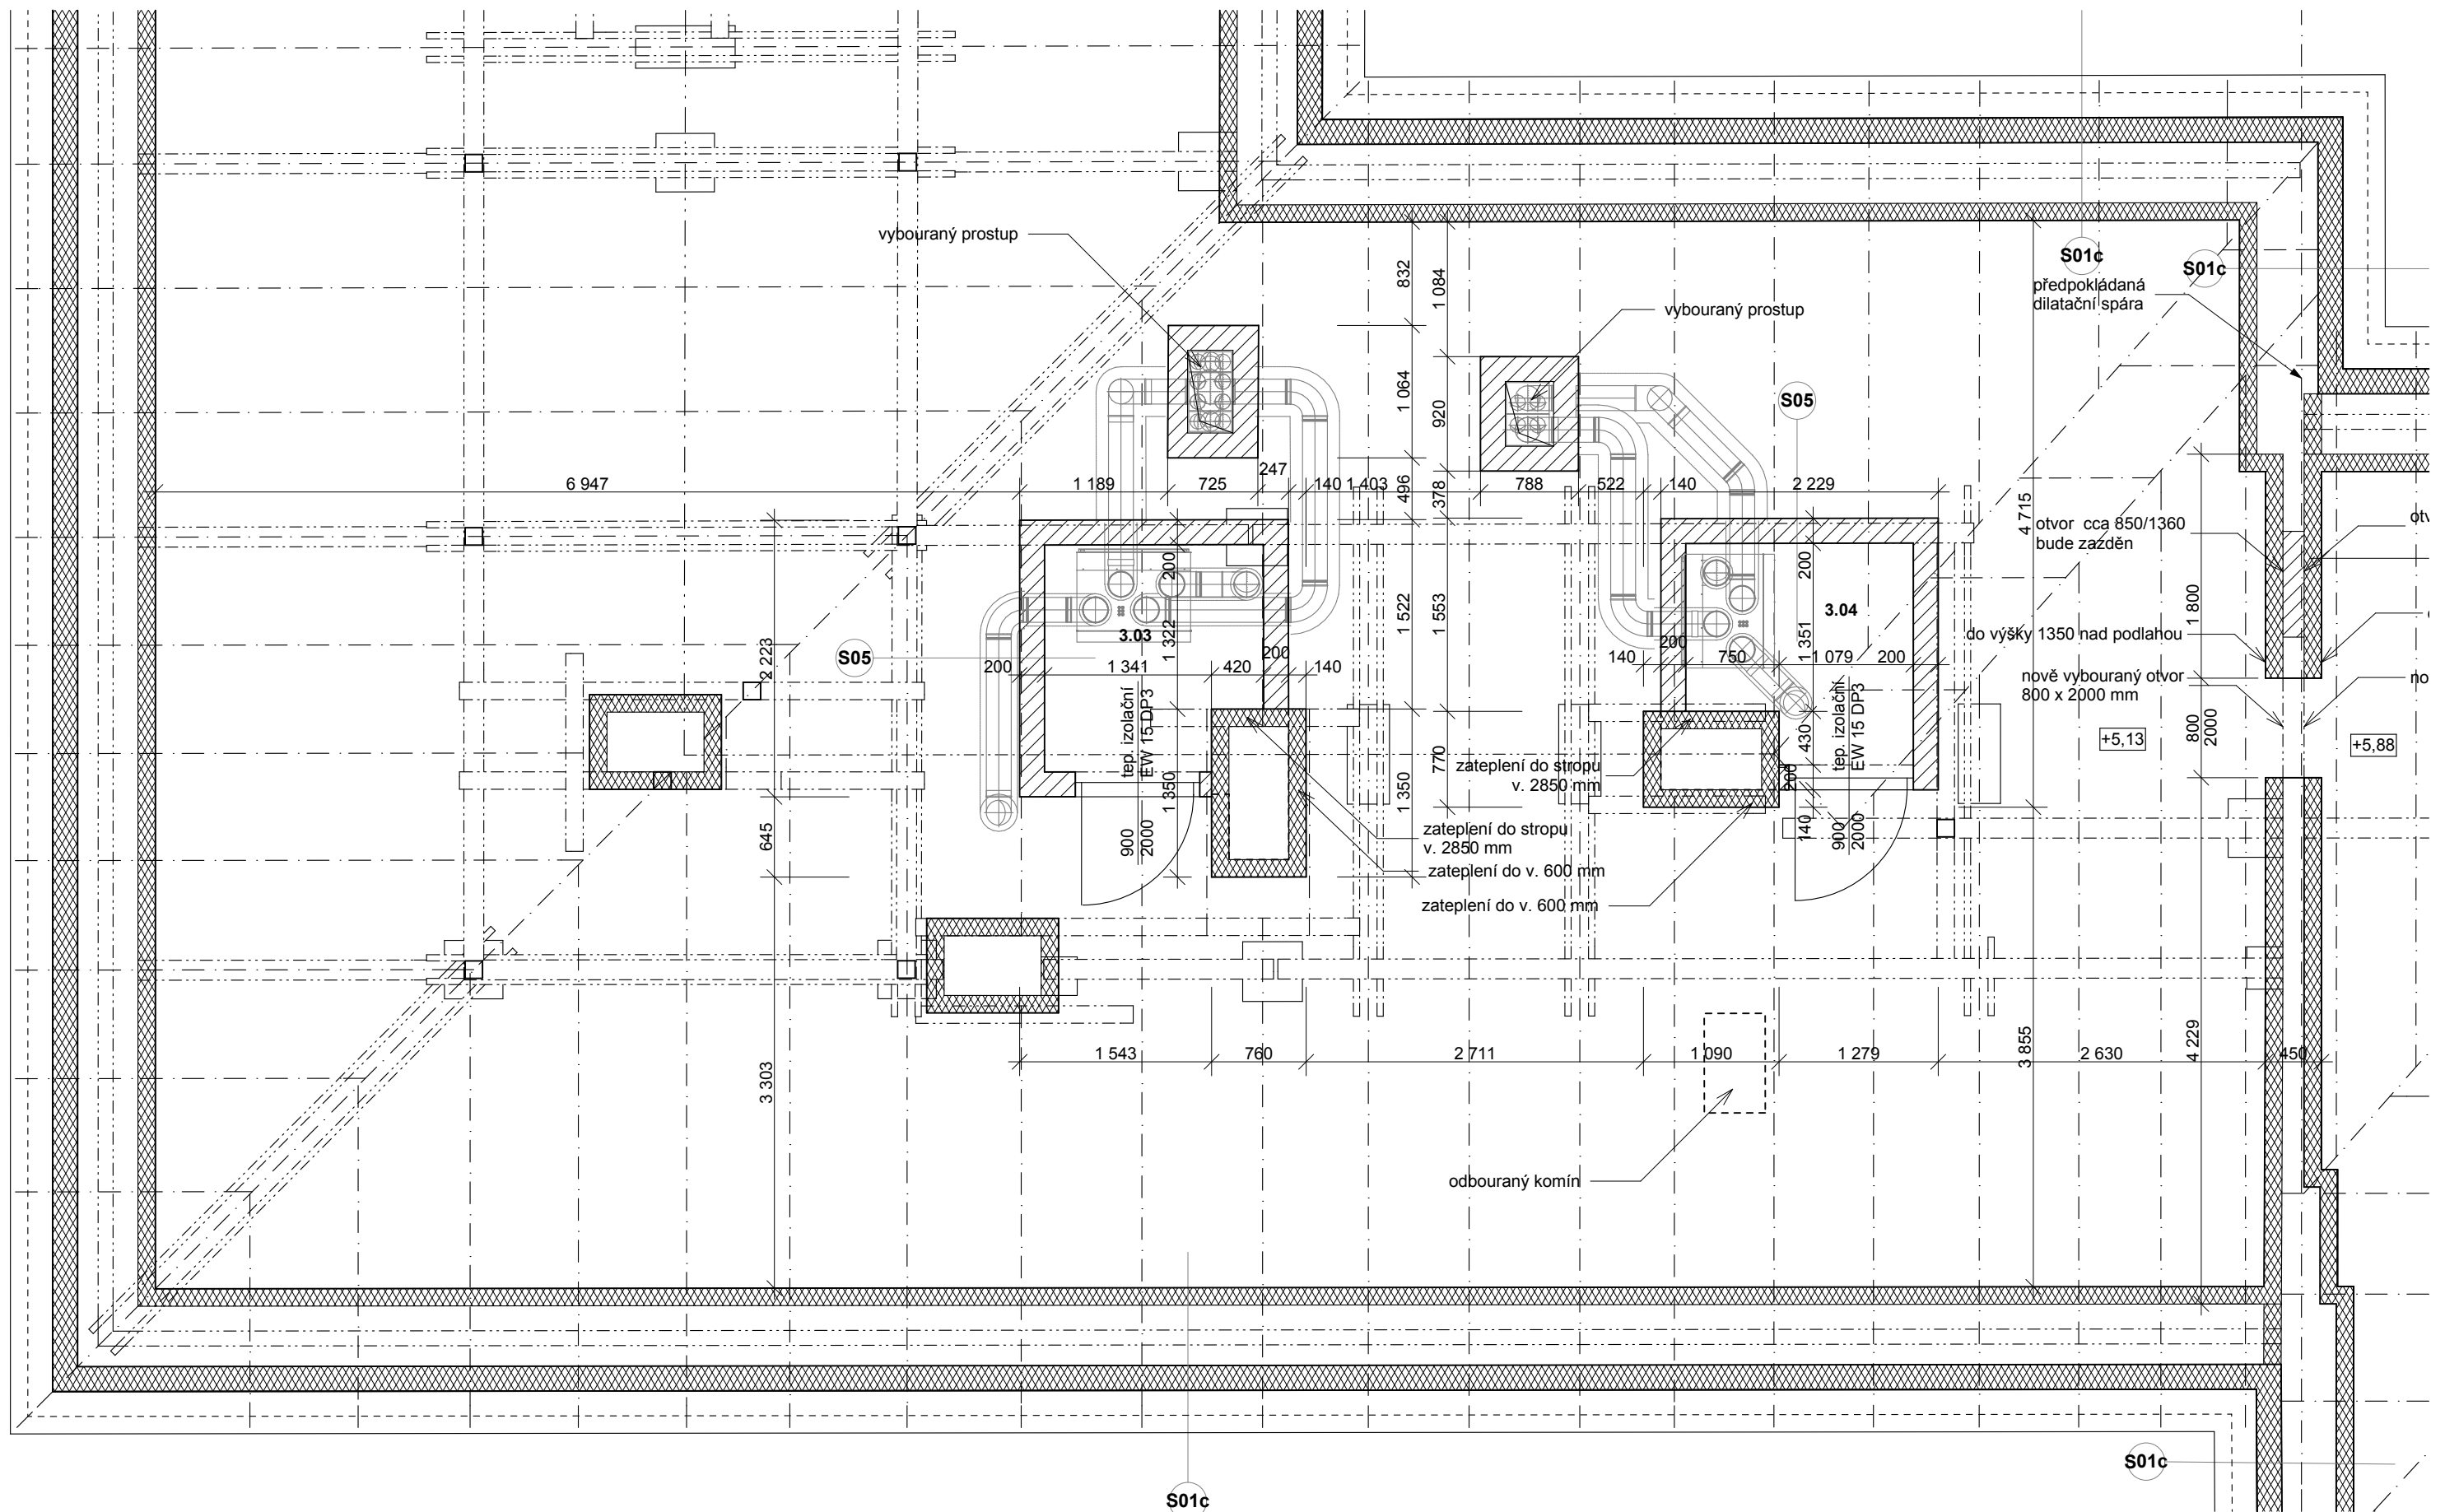 vybouraný prostup
832
1 084
S01c
S01c
předpokládaná
dilatační spára
vybouraný prostup
1 064
920
S05
6 947
1 189
725
247
140
1 403
496
378
788
522
140
2 229
4 715
otvor cca 850/1360
bude zazděn
200
200
1 522
1 553
1 800
3.03
3.04
1 322
1 351
2 223
S05
do výšky 1350 nad podlahou
200
1 341
420
200
140
140
200
750
1 079
200
nově vybouraný otvor
800 x 2000 mm
no
tep. izolační
EW 15 DP3
tep. izolační
EW 15 DP3
430
+5,13
800
2000
+5,88
zateplení do stropu
v. 2850 mm
770
200
1 350
1 350
645
900
2000
140
900
2000
zateplení do stropu
v. 2850 mm
zateplení do v. 600 mm
zateplení do v. 600 mm
1 543
760
2 711
1 090
1 279
2 630
450
3 303
3 855
4 229
odbouraný komín
S01c
S01c